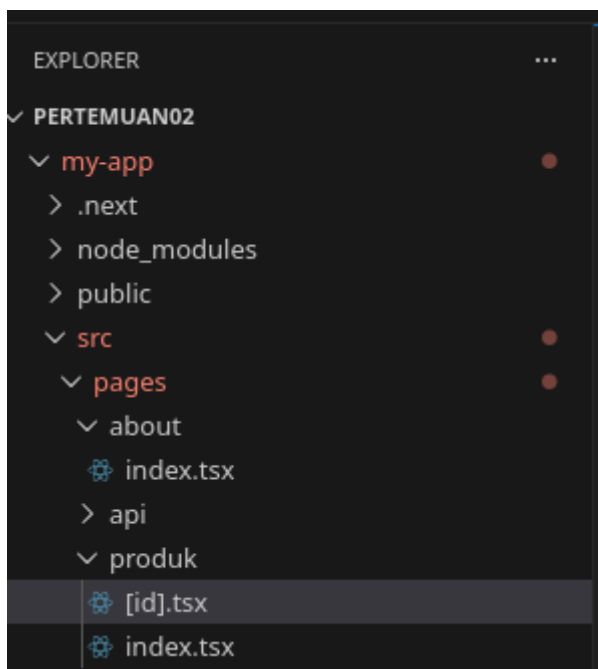 EXPLORER ...
PERTEMUAN02
my-app
.next
node_modules
public
src
pages
about
index.tsx
api
produk
[id].tsx
index.tsx